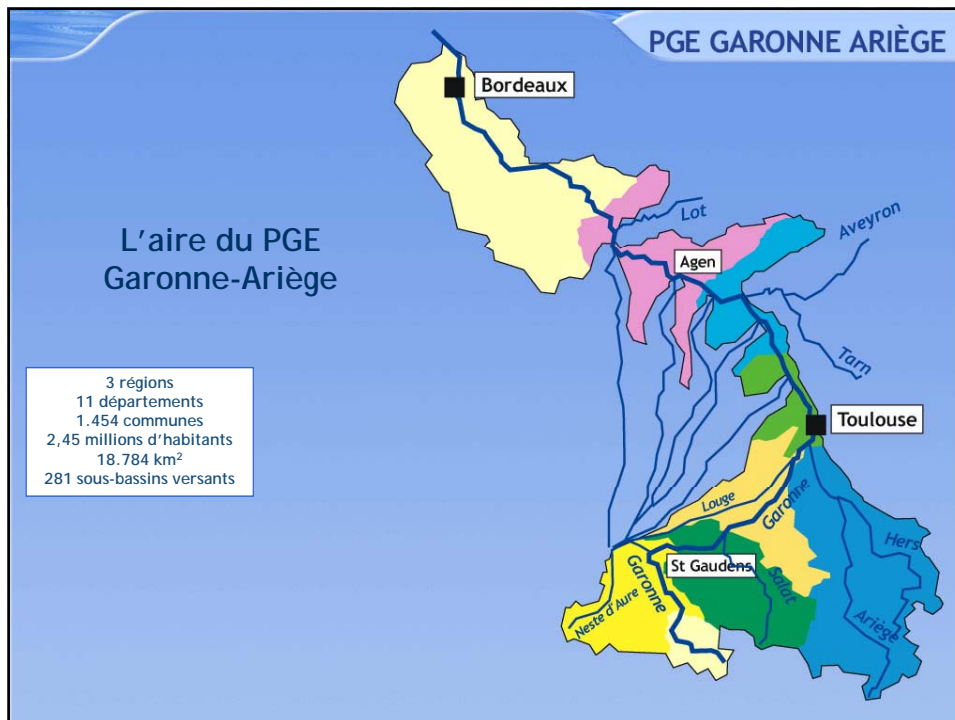 PGE GARONNE ARIÈGE
Bordeaux
L'aire du PGE
Garonne-Ariège
Lot
Aveyron
Agen
Tarn
3 régions
11 départements
1.454 communes
2,45 millions d'habitants
18.784 km²
281 sous-bassins versants
Toulouse
Louge
Garonne
Hers
St Gaudens
Garonne
Salat
Neste d'Aure
Ariège